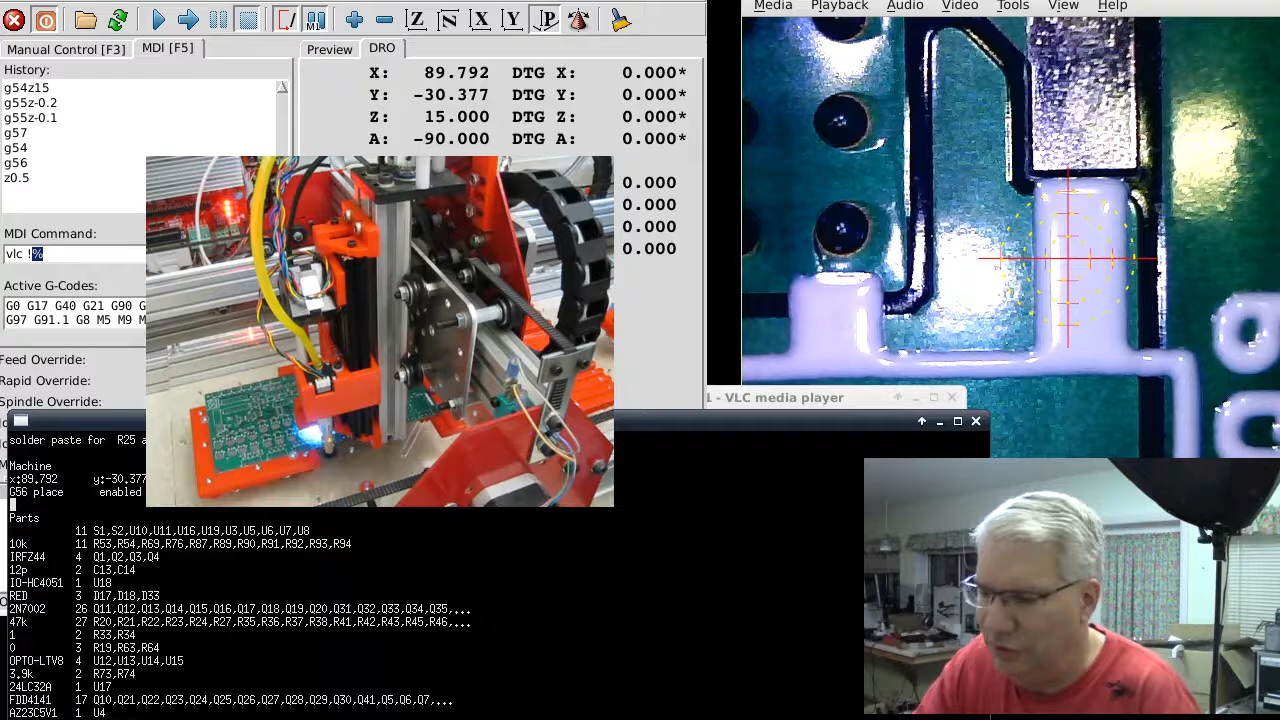 Media Playback Audio Video Tools View Help
Z N X Y P
M1
Manual Control [F3] MDI [F5] Preview DRO
History:
g54z15
g55z-0.2
g55z-0.1
g57
g54
g56
z0.5
X: 89.792 DTG X: 0.000*
Y: -30.377 DTG Y: 0.000*
Z: 15.000 DTG Z: 0.000*
A: -90.000 DTG A: 0.000*
0.000
0.000
0.000
0.000
MDI Command:
vlc !%
Active G-Codes:
G0 G17 G40 G21 G90
G97 G91.1 G8 M5 M9
Feed Override:
Rapid Override:
Spindle Override:
1 - VLC media player
solder paste for R25
Machine
x:89.792 y:-30.377
G56 place enabled
Parts
11 S1,S2,U10,U11,U16,U19,U3,U5,U6,U7,U8
10k 11 R53,R54,R69,R76,R87,R89,R90,R91,R92,R93,R94
IRFZ44 4 Q1,Q2,Q3,Q4
12p 2 C13,C14
IO-HC4051 1 U18
RED 3 D17,D18,D33
2N7002 26 Q11,Q12,Q13,Q14,Q15,Q16,Q17,Q18,Q19,Q20,Q31,Q32,Q33,Q34,Q35,...
47k 27 R20,R21,R22,R23,R24,R27,R35,R36,R37,R38,R41,R42,R43,R45,R46,...
1 2 R33,R34
0 3 R19,R63,R64
OPTO-LTV8 4 U12,U13,U14,U15
3.9k 2 R73,R74
24LC32A 1 U17
FDD4141 17 Q10,Q21,Q22,Q23,Q24,Q25,Q26,Q27,Q28,Q29,Q30,Q41,Q5,Q6,Q7,...
AZ23C5V1 1 U4